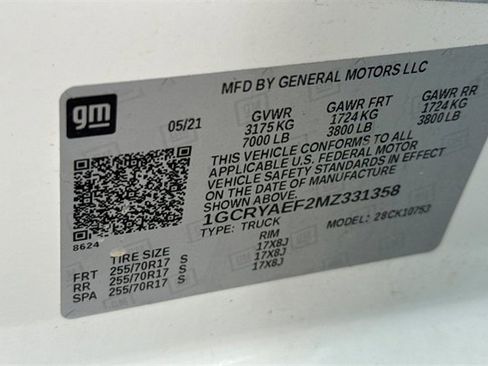 gm
MFD BY GENERAL MOTORS LLC
05/21 GVWR GAWR FRT GAWR RR
3175 KG 1724 KG 1724 KG
7000 LB 3800 LB 3800 LB
THIS VEHICLE CONFORMS TO ALL
APPLICABLE U.S. FEDERAL MOTOR
VEHICLE SAFETY STANDARDS IN EFFECT
ON THE DATE OF MANUFACTURE
SHOWN ABOVE.
1GCRYAEF2MZ331358
TYPE: TRUCK MODEL: 28CK10753
8624
TIRE SIZE RIM
FRT 255/70R17 S 17X8J
RR 255/70R17 S 17X8J
SPA 255/70R17 S 17X8J